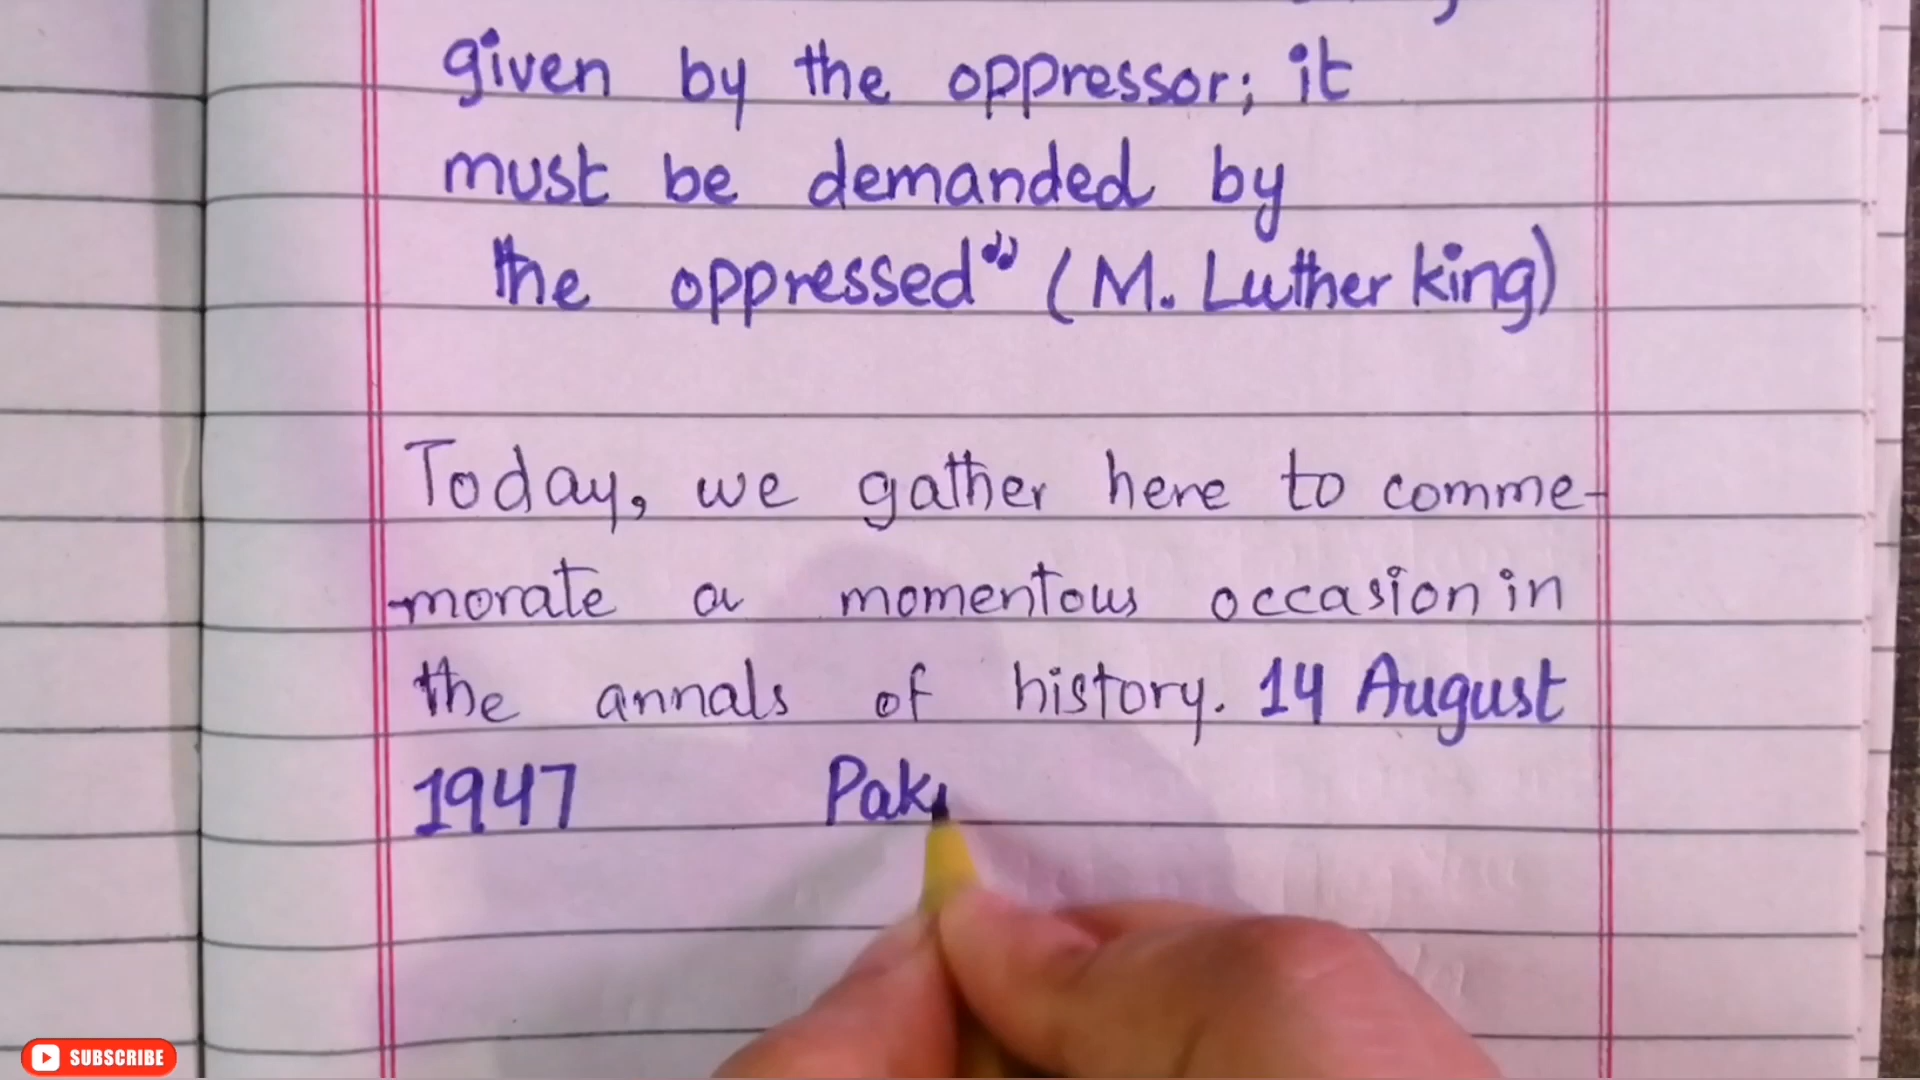 given by the oppressor; it
must be demanded by
the oppressed" (M. Luther king)
Today, we gather here to comme-
-morate a momentous occasion in
the annals of history. 14 August
1947 Pak
SUBSCRIBE